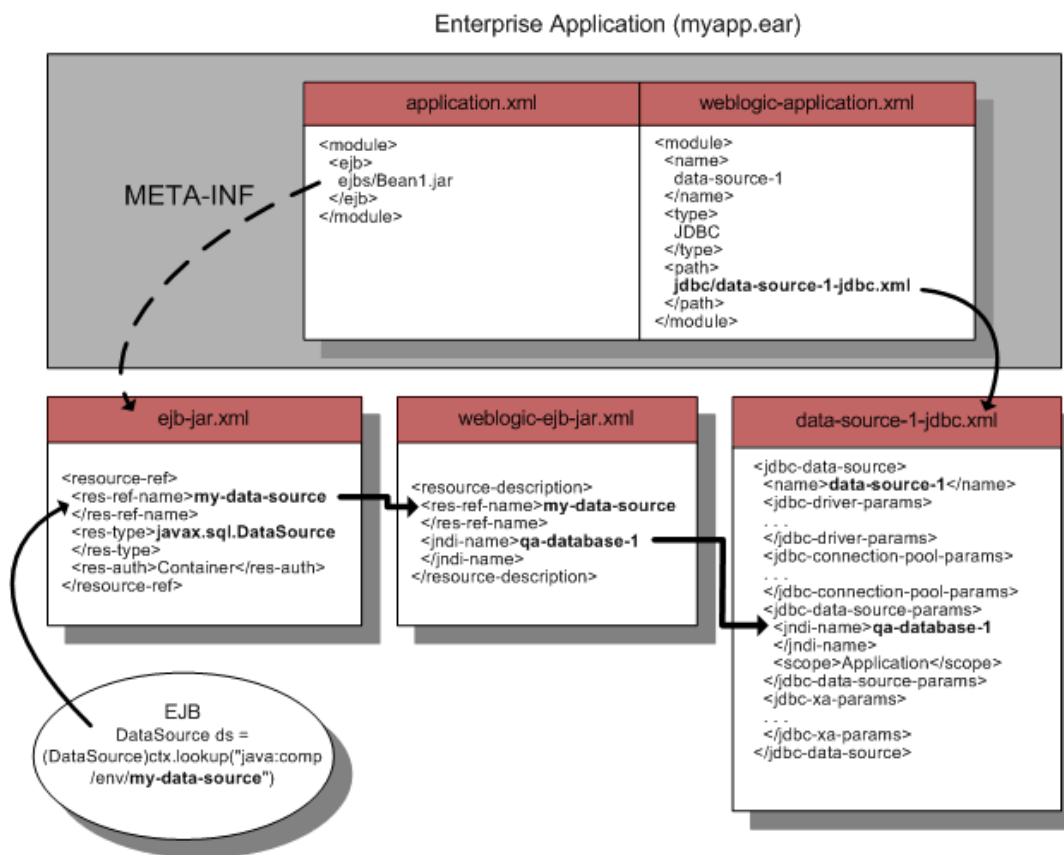 Enterprise Application (myapp.ear)
META-INF
application.xml
<module>
<ejb>
ejbs/Bean1.jar
</ejb>
</module>
weblogic-application.xml
<module>
<name>
data-source-1
</name>
<type>
JDBC
</type>
<path>
jdbc/data-source-1-jdbc.xml
</path>
</module>
ejb-jar.xml
<resource-ref>
<res-ref-name>my-data-source
</res-ref-name>
<res-type>javax.sql.DataSource
</res-type>
<res-auth>Container</res-auth>
</resource-ref>
weblogic-ejb-jar.xml
<resource-description>
<res-ref-name>my-data-source
</res-ref-name>
<jndi-name>qa-database-1
</jndi-name>
</resource-description>
data-source-1-jdbc.xml
<jdbc-data-source>
<name>data-source-1</name>
<jdbc-driver-params>
. . .
</jdbc-driver-params>
<jdbc-connection-pool-params>
. . .
</jdbc-connection-pool-params>
<jdbc-data-source-params>
<jndi-name>qa-database-1
</jndi-name>
<scope>Application</scope>
</jdbc-data-source-params>
<jdbc-xa-params>
. . .
</jdbc-xa-params>
</jdbc-data-source>
EJB
DataSource ds =
(DataSource)ctx.lookup("java:comp
/env/my-data-source")